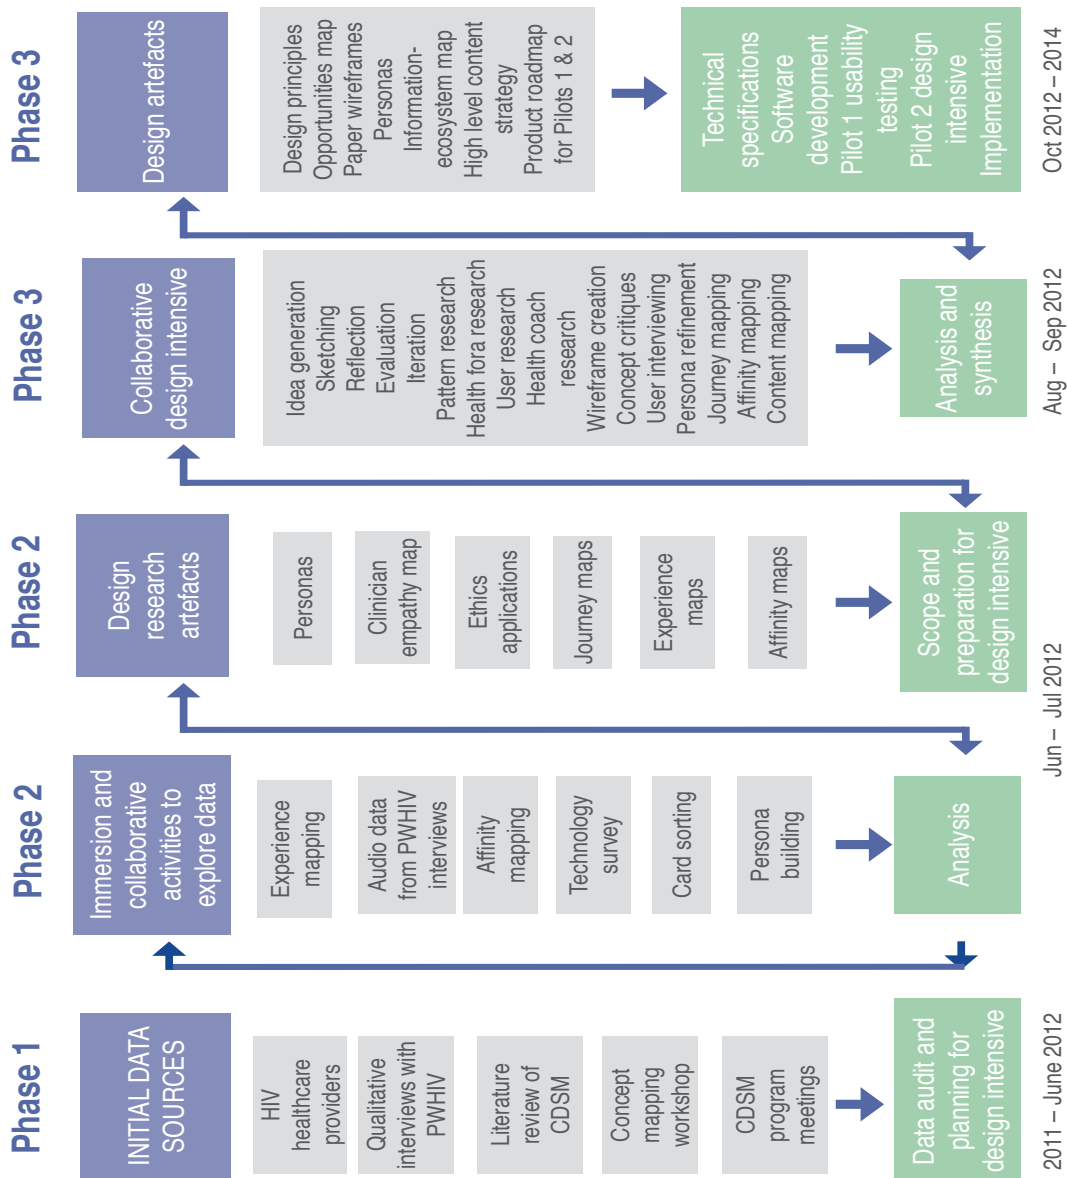 Phase 1
INITIAL DATA
SOURCES
HIV
healthcare
providers
Qualitative
interviews with
PWHIV
Literature
review of
CDSM
Concept
mapping
workshop
CDSM
program
meetings
Data audit and
planning for
design intensive
2011 – June 2012
Phase 2
Immersion and
collaborative
activities to
explore data
Experience
mapping
Audio data
from PWHIV
interviews
Affinity
mapping
Technology
survey
Card sorting
Persona
building
Analysis
Phase 2
Design
research
artefacts
Personas
Clinician
empathy map
Ethics
applications
Journey maps
Experience
maps
Affinity maps
Scope and
preparation for
design intensive
Jun – Jul 2012
Phase 3
Collaborative
design intensive
Idea generation
Sketching
Reflection
Evaluation
Iteration
Pattern research
Health fora research
User research
Health coach
research
Wireframe creation
Concept critiques
User interviewing
Persona refinement
Journey mapping
Affinity mapping
Content mapping
Analysis and
synthesis
Aug – Sep 2012
Phase 3
Design artefacts
Design principles
Opportunities map
Paper wireframes
Personas
Information-
ecosystem map
High level content
strategy
Product roadmap
for Pilots 1 & 2
Technical
specifications
Software
development
Pilot 1 usability
testing
Pilot 2 design
intensive
Implementation
Oct 2012 – 2014